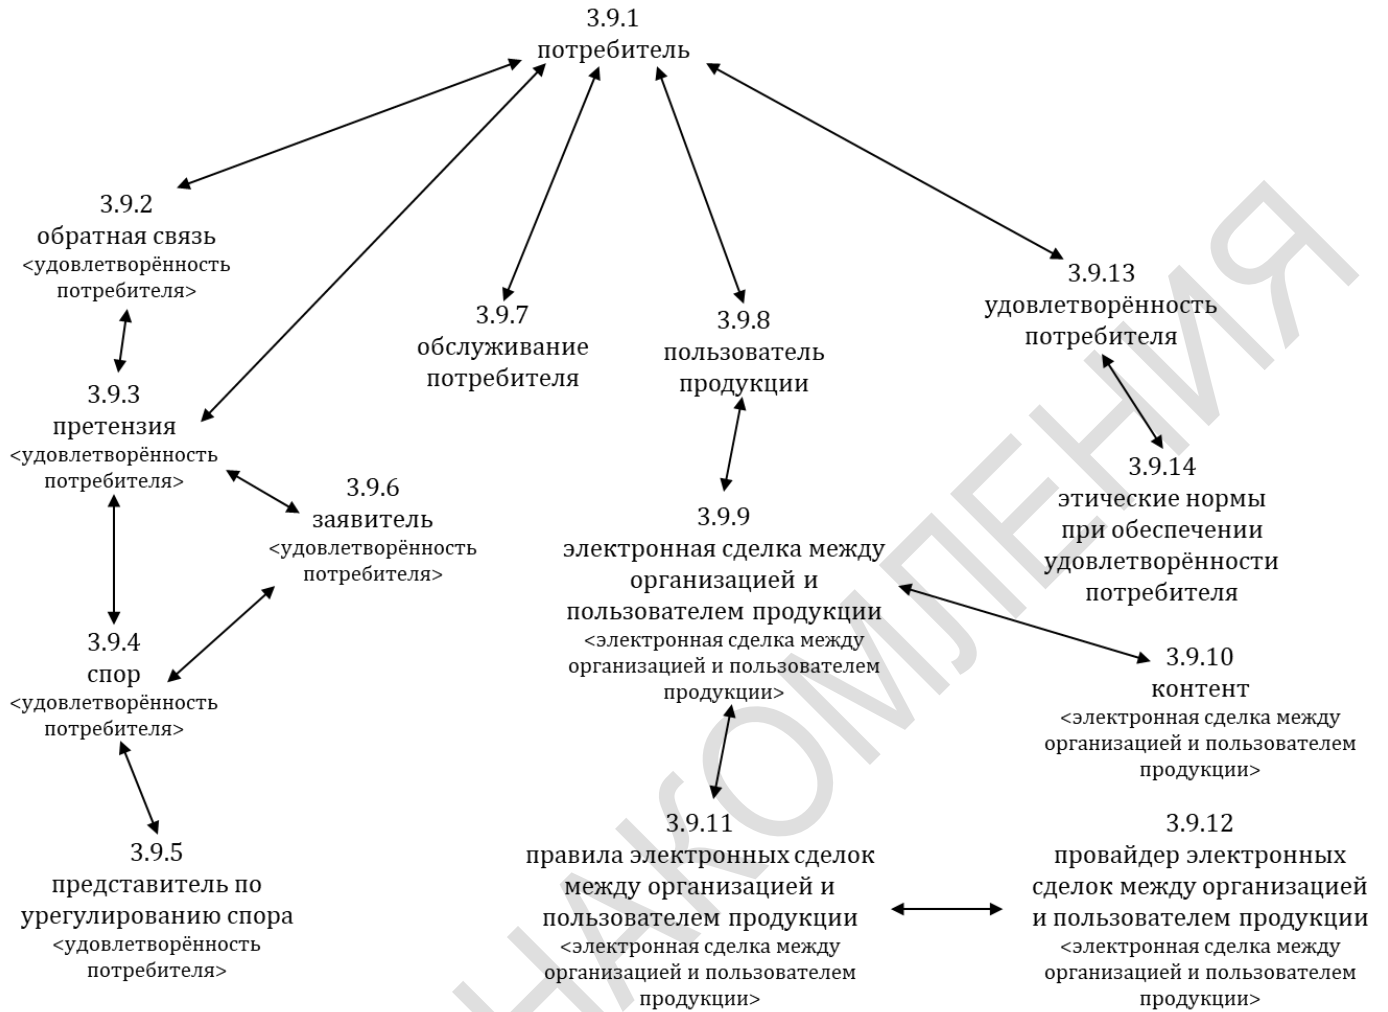 3.9.1
потребитель
3.9.2
обратная связь
<удовлетворённость
потребителя>
3.9.13
удовлетворённость
потребителя
3.9.7
обслуживание
потребителя
3.9.8
пользователь
продукции
3.9.3
претензия
<удовлетворённость
потребителя>
3.9.6
заявитель
<удовлетворённость
потребителя>
3.9.14
этические нормы
при обеспечении
удовлетворённости
потребителя
3.9.9
электронная сделка между
организацией и
пользователем продукции
<электронная сделка между
организацией и пользователем
продукции>
3.9.4
спор
<удовлетворённость
потребителя>
3.9.10
контент
<электронная сделка между
организацией и пользователем
продукции>
3.9.5
представитель по
урегулированию спора
<удовлетворённость
потребителя>
3.9.11
правила электронных сделок
между организацией и
пользователем продукции
<электронная сделка между
организацией и пользователем
продукции>
3.9.12
провайдер электронных
сделок между организацией
и пользователем продукции
<электронная сделка между
организацией и пользователем
продукции>
НАКОМЛЕНИЯ